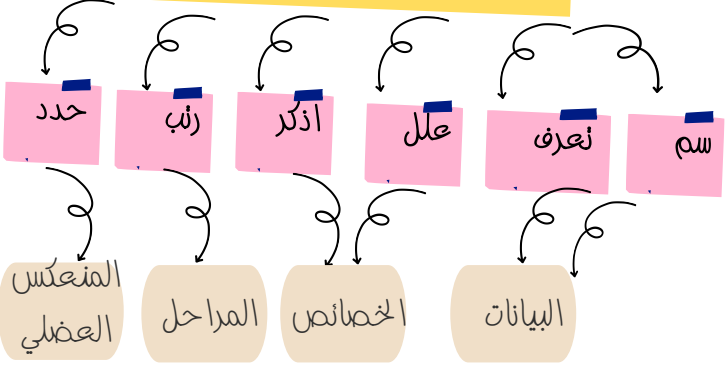 سم
تعرف
علل
اذكر
رتب
حدد
البيانات
الخصائص
المراحل
المنعكس
العضلي